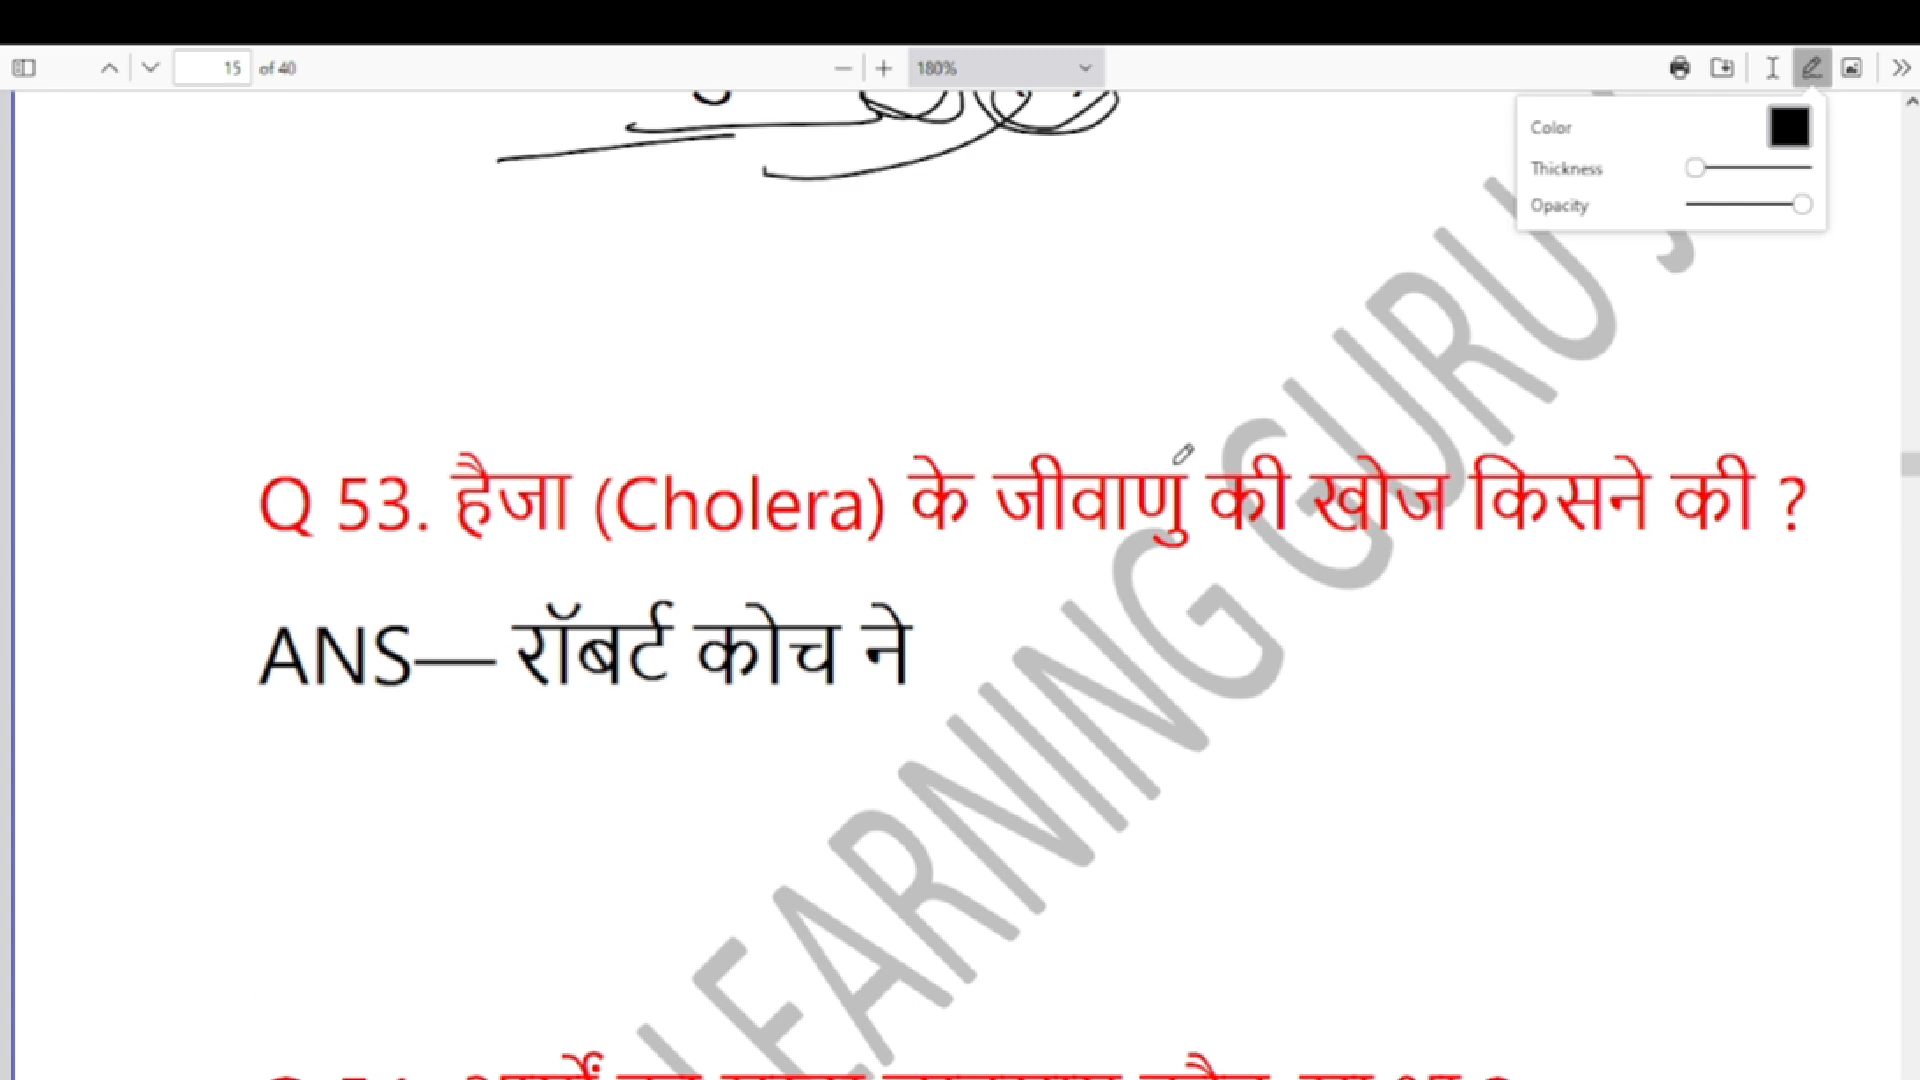 15 of 40
180%
Color
Thickness
Opacity
Q 53. हैजा (Cholera) के जीवाणु की खोज किसने की ?
ANS— रॉबर्ट कोच ने
LEARNING GURU